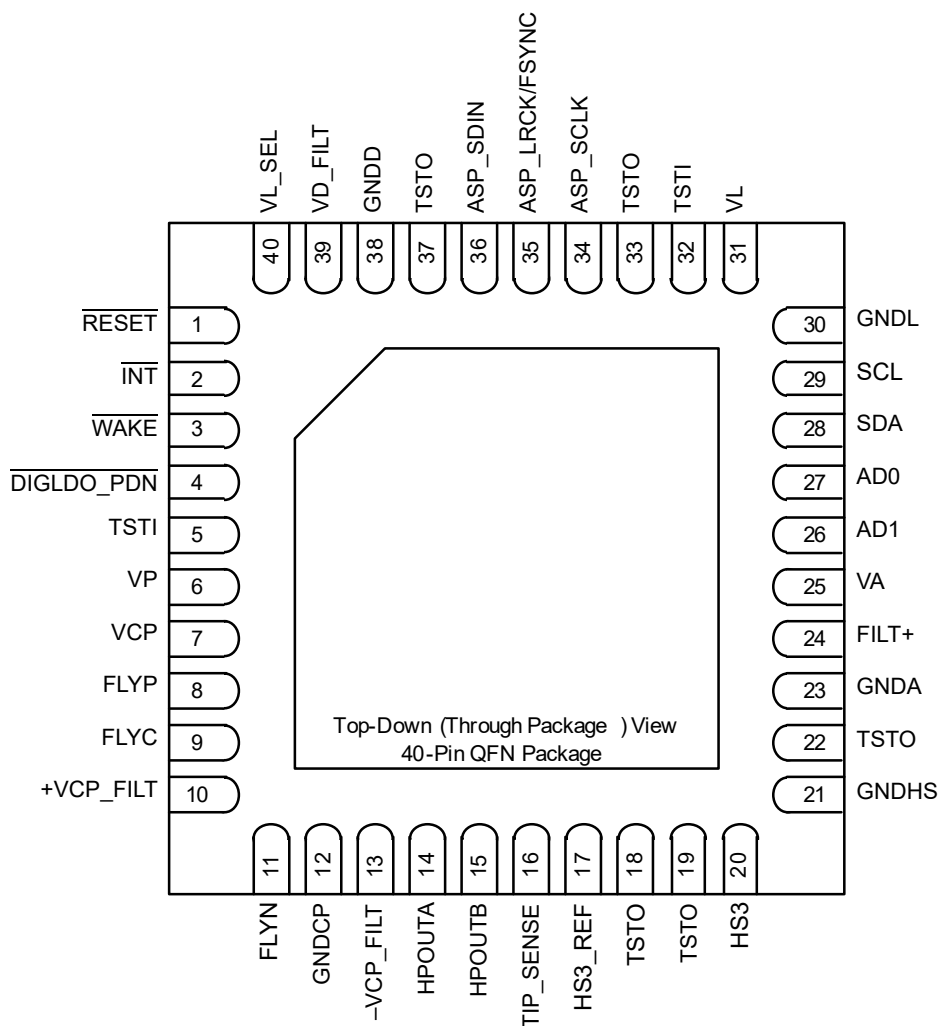 VL_SEL
VD_FILT
GNDD
TSTO
ASP_SDIN
ASP_LRCK/FSYNC
ASP_SCLK
TSTO
TSTI
VL
40
39
38
37
36
35
34
33
32
31
RESET 1
INT 2
WAKE 3
DIGLDO_PDN 4
TSTI 5
VP 6
VCP 7
FLYP 8
FLYC 9
+VCP_FILT 10
30 GNDL
29 SCL
28 SDA
27 AD0
26 AD1
25 VA
24 FILT+
23 GNDA
22 TSTO
21 GNDHS
Top-Down (Through Package ) View
40-Pin QFN Package
11
12
13
14
15
16
17
18
19
20
FLYN
GNDCP
–VCP_FILT
HPOUTA
HPOUTB
TIP_SENSE
HS3_REF
TSTO
TSTO
HS3